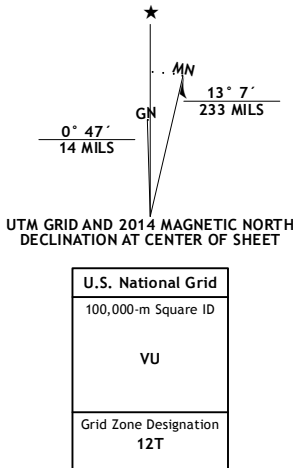 MN
GN
13° 7´
233 MILS
0° 47´
14 MILS
UTM GRID AND 2014 MAGNETIC NORTH
DECLINATION AT CENTER OF SHEET
U.S. National Grid
100,000-m Square ID
VU
Grid Zone Designation
12T